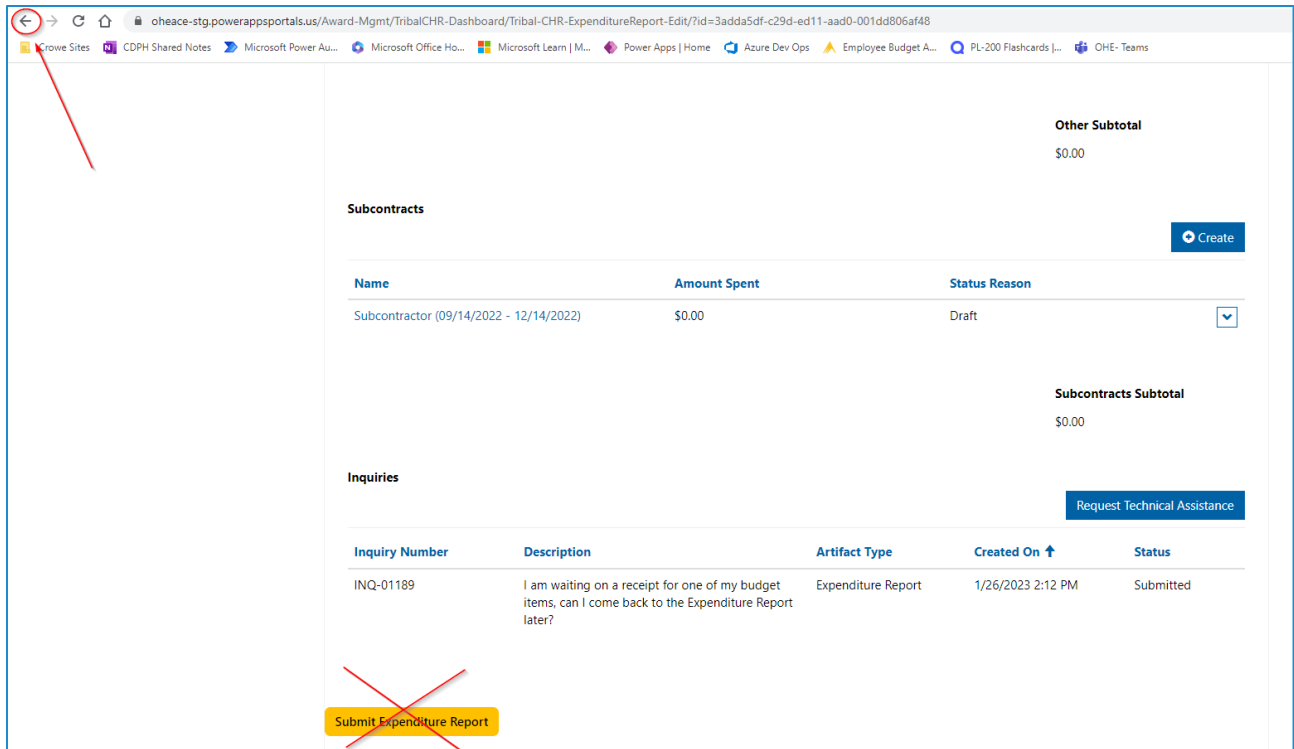 oheace-stg.powerappsportals.us/Award-Mgmt/TribalCHR-Dashboard/Tribal-CHR-ExpenditureReport-Edit/?id=3adda5df-c29d-ed11-aad0-001dd806af48
Crowe Sites CDPH Shared Notes Microsoft Power Au... Microsoft Office Ho... Microsoft Learn | M... Power Apps | Home Azure Dev Ops Employee Budget A... PL-200 Flashcards |... OHE- Teams
Other Subtotal
$0.00
Subcontracts
Create
Name Amount Spent Status Reason
Subcontractor (09/14/2022 - 12/14/2022) $0.00 Draft
Subcontracts Subtotal
$0.00
Inquiries
Request Technical Assistance
Inquiry Number Description Artifact Type Created On Status
INQ-01189 I am waiting on a receipt for one of my budget Expenditure Report 1/26/2023 2:12 PM Submitted
items, can I come back to the Expenditure Report
later?
Submit Expenditure Report